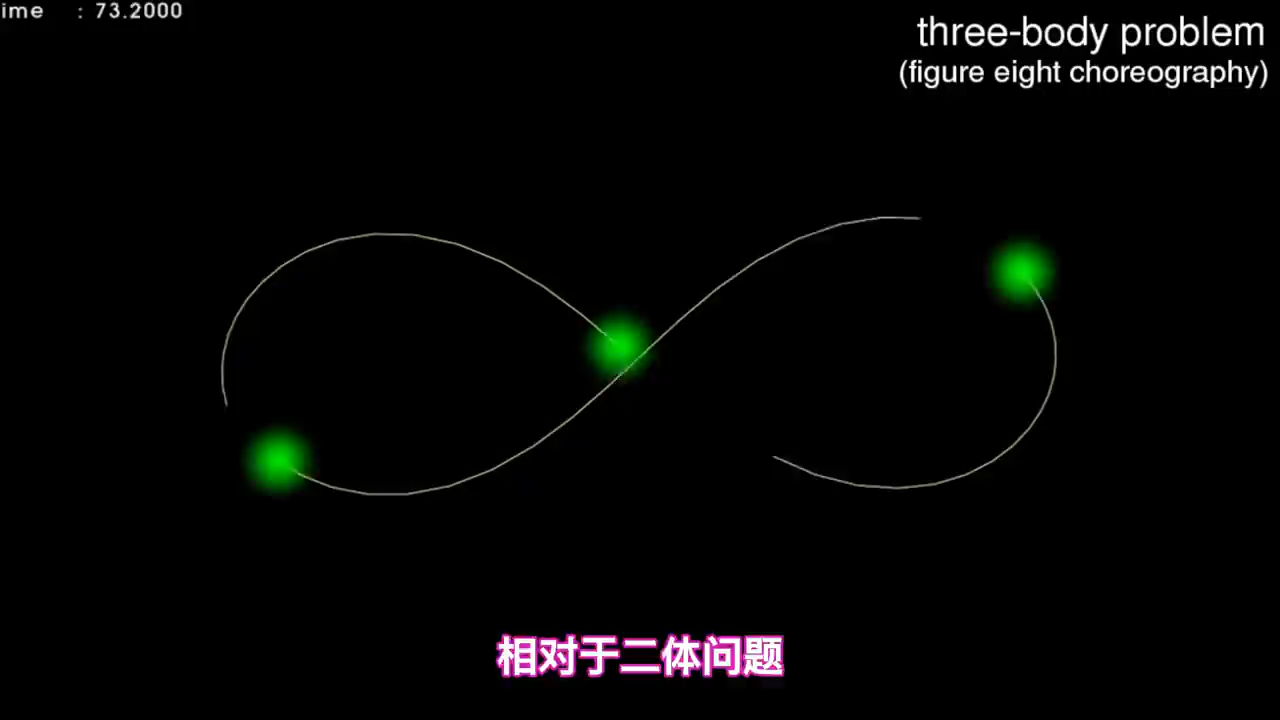 ime : 73.2000
three-body problem
(figure eight choreography)
相对于二体问题